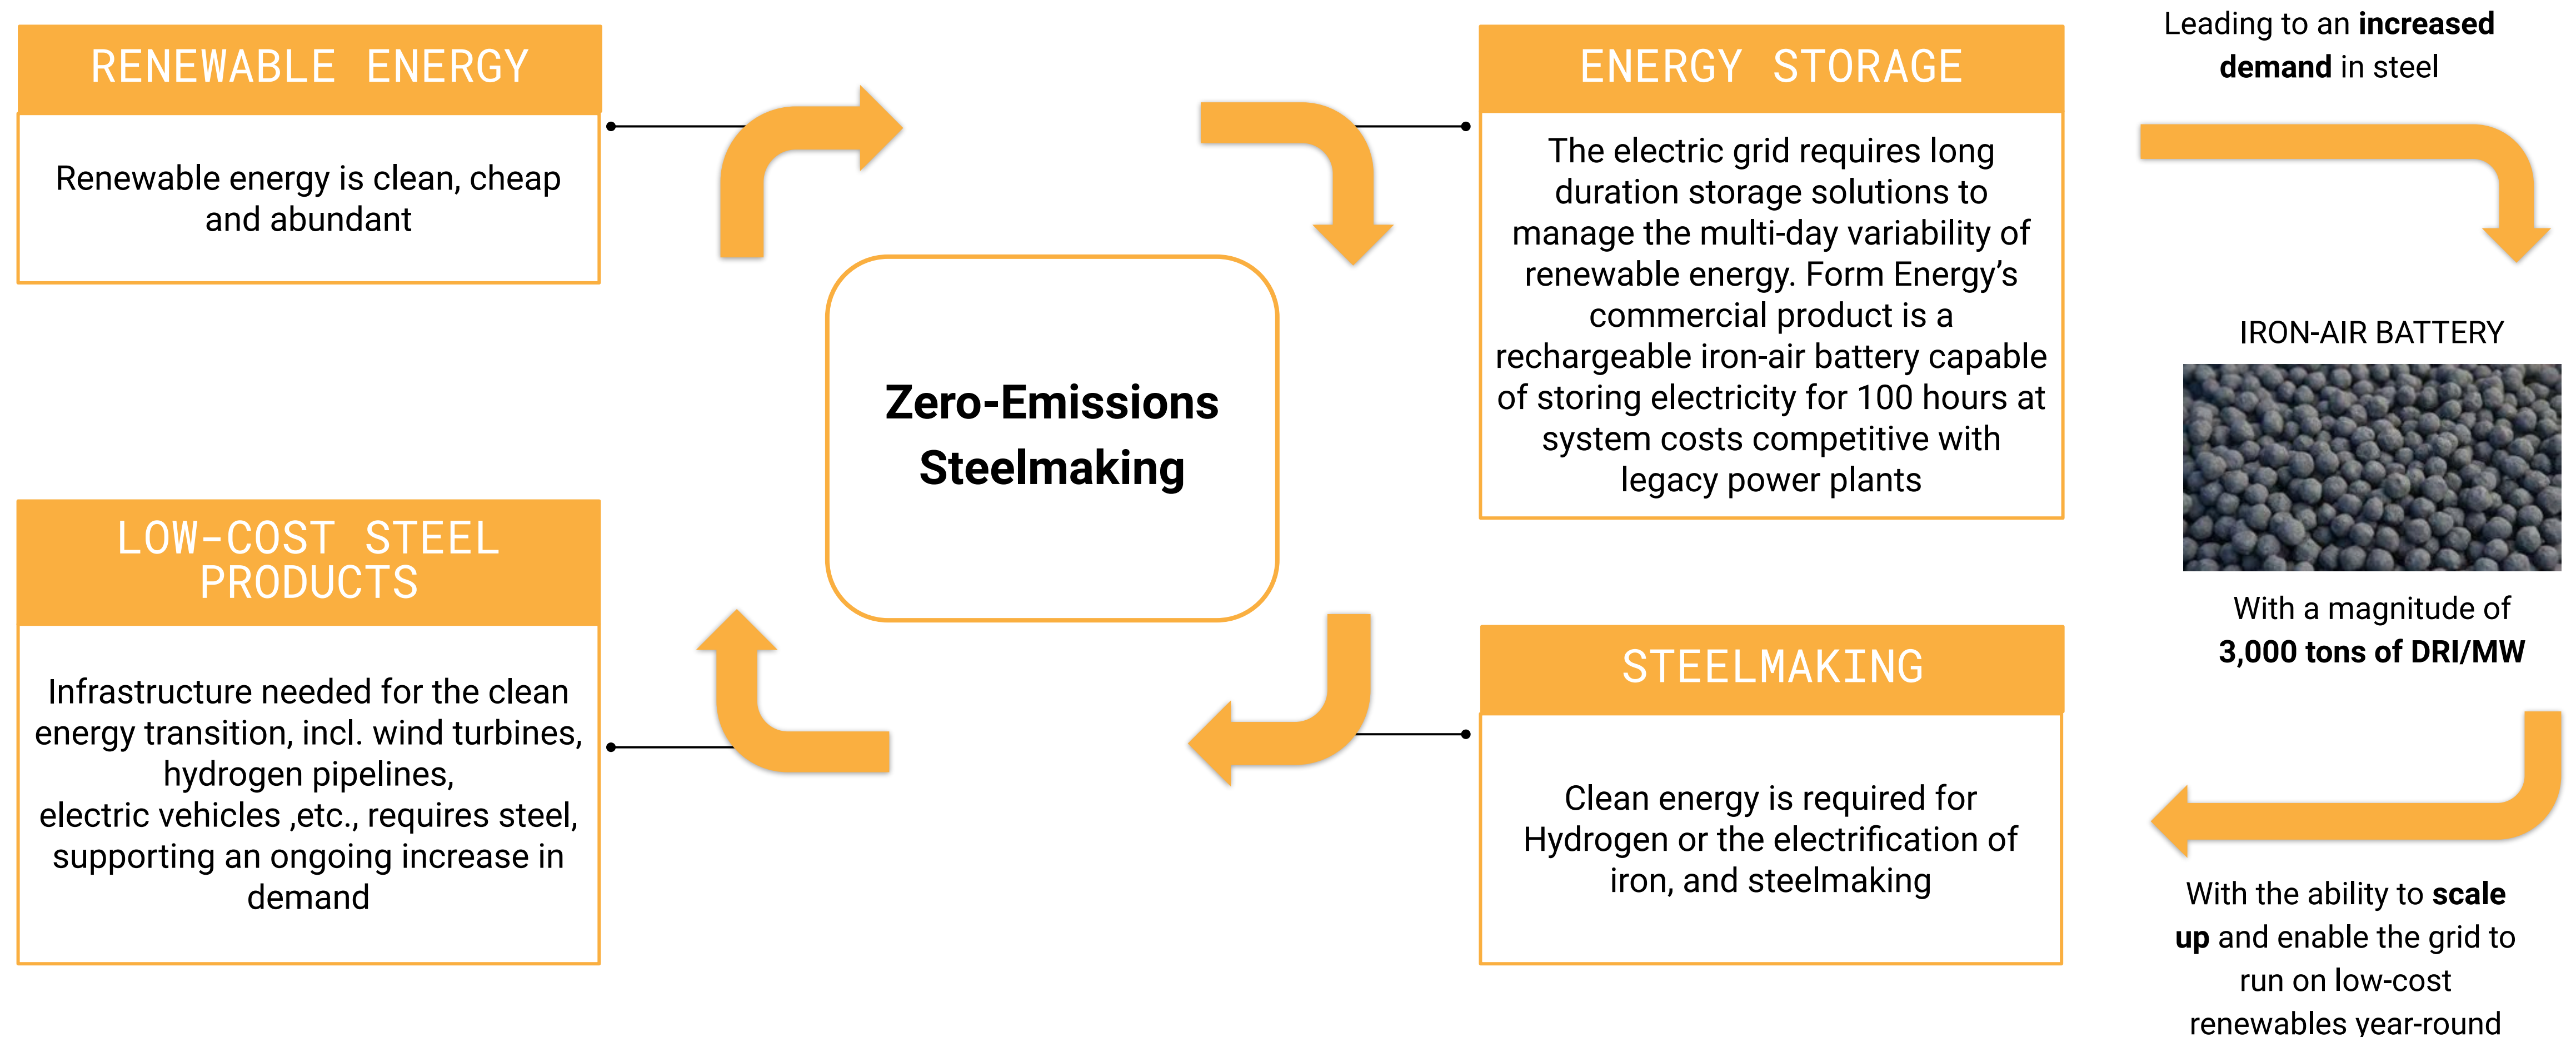 RENEWABLE ENERGY
Renewable energy is clean, cheap
and abundant
ENERGY STORAGE
The electric grid requires long
duration storage solutions to
manage the multi-day variability of
renewable energy. Form Energy’s
commercial product is a
rechargeable iron-air battery capable
of storing electricity for 100 hours at
system costs competitive with
legacy power plants
Leading to an increased
demand in steel
IRON-AIR BATTERY
With a magnitude of
3,000 tons of DRI/MW
Zero-Emissions
Steelmaking
LOW-COST STEEL
PRODUCTS
Infrastructure needed for the clean
energy transition, incl. wind turbines,
hydrogen pipelines,
electric vehicles ,etc., requires steel,
supporting an ongoing increase in
demand
STEELMAKING
Clean energy is required for
Hydrogen or the electrification of
iron, and steelmaking
With the ability to scale
up and enable the grid to
run on low-cost
renewables year-round